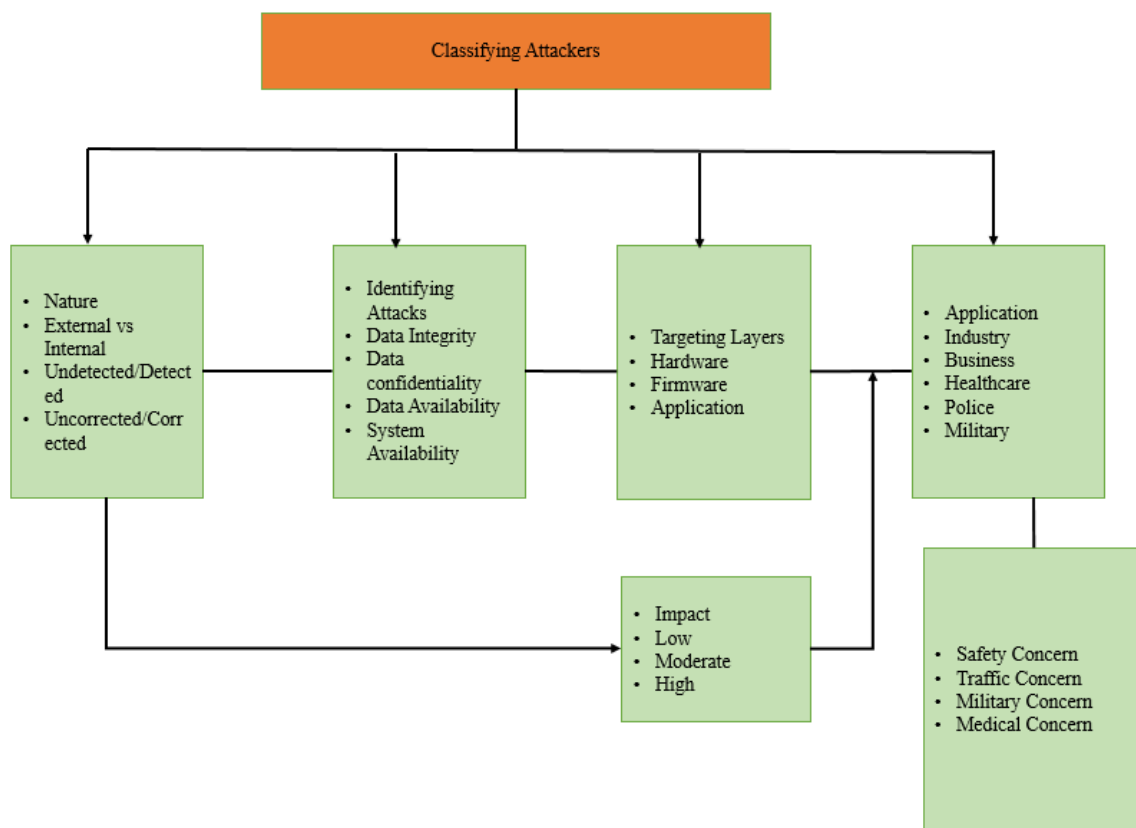 Classifying Attackers
• Nature
• External vs
Internal
• Undetected/Detect
ed
• Uncorrected/Corr
ected
• Identifying
Attacks
• Data Integrity
• Data
confidentiality
• Data Availability
• System
Availability
• Targeting Layers
• Hardware
• Firmware
• Application
• Application
• Industry
• Business
• Healthcare
• Police
• Military
• Impact
• Low
• Moderate
• High
• Safety Concern
• Traffic Concern
• Military Concern
• Medical Concern